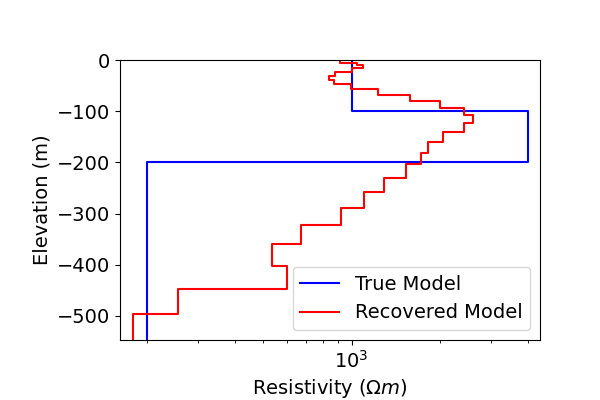 0
−100
−200
−300
−400
−500
Elevation (m)
True Model
Recovered Model
10³
Resistivity (Ωm)